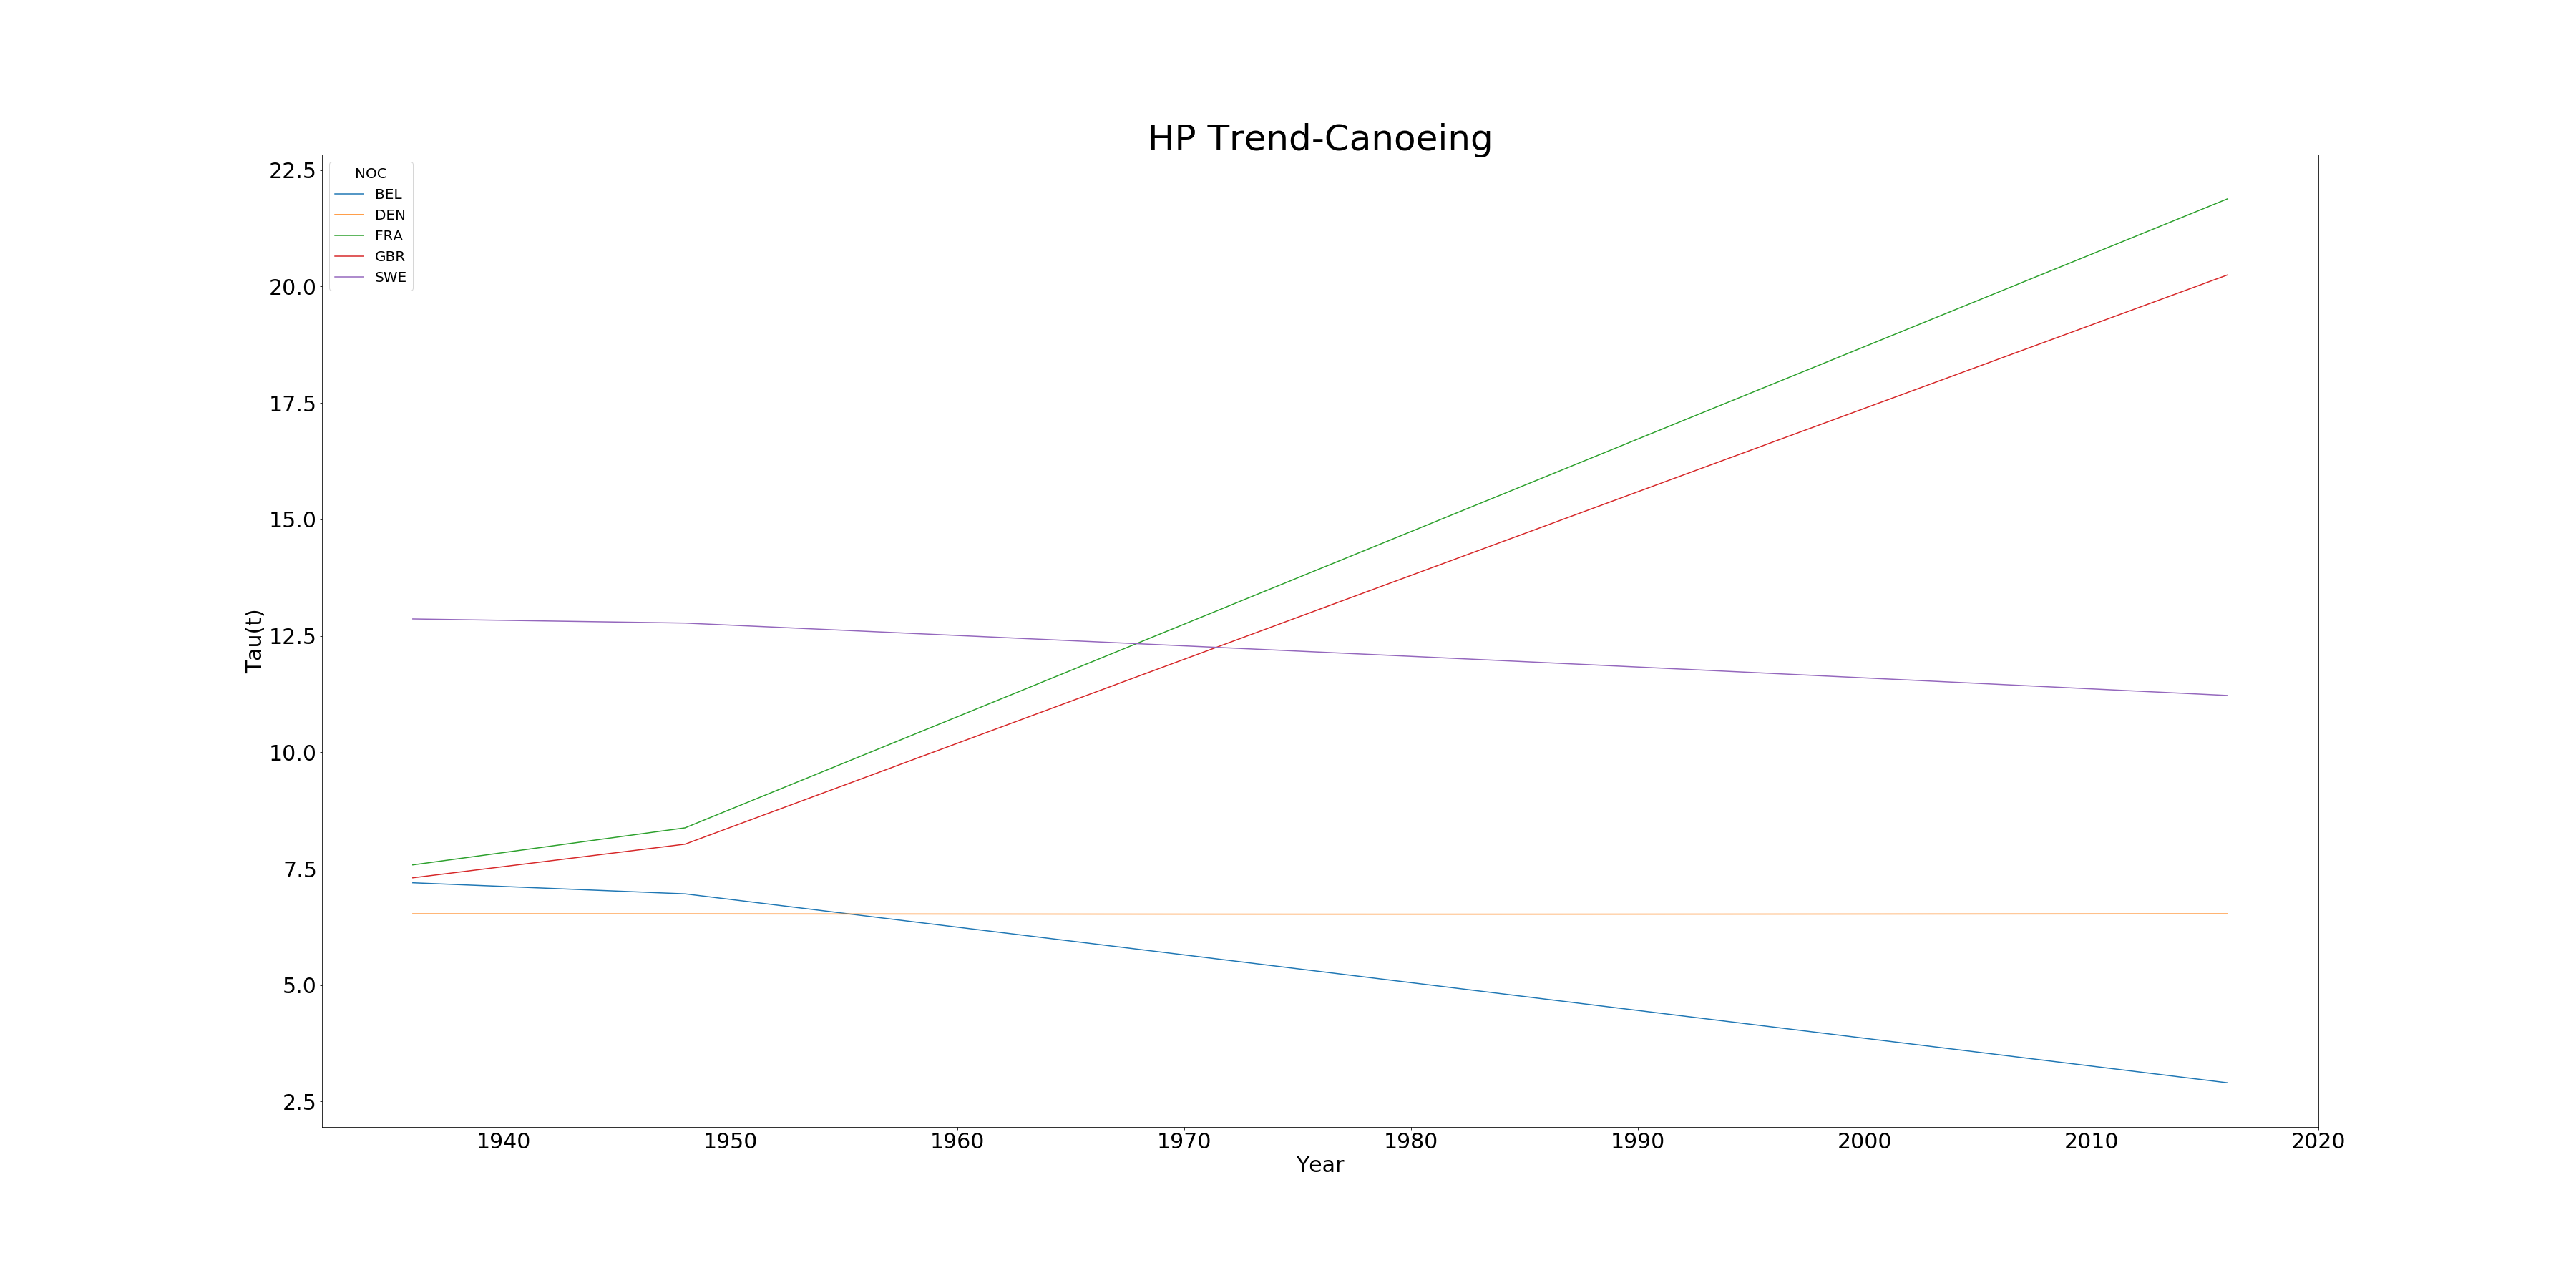 HP Trend-Canoeing
22.5
20.0
17.5
15.0
12.5
10.0
7.5
5.0
2.5
Tau(t)
NOC
BEL
DEN
FRA
GBR
SWE
1940 1950 1960 1970 1980 1990 2000 2010 2020
Year